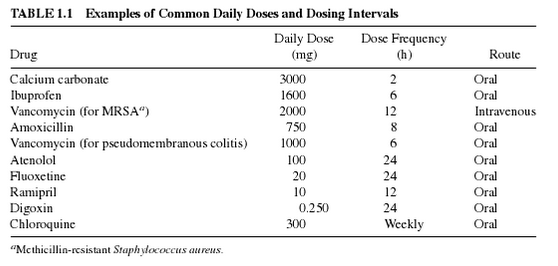 TABLE 1.1 Examples of Common Daily Doses and Dosing Intervals
Daily Dose Dose Frequency
Drug (mg) (h) Route
Calcium carbonate 3000 2 Oral
Ibuprofen 1600 6 Oral
Vancomycin (for MRSAa) 2000 12 Intravenous
Amoxicillin 750 8 Oral
Vancomycin (for pseudomembranous colitis) 1000 6 Oral
Atenolol 100 24 Oral
Fluoxetine 20 24 Oral
Ramipril 10 12 Oral
Digoxin 0.250 24 Oral
Chloroquine 300 Weekly Oral
aMethicillin-resistant Staphylococcus aureus.